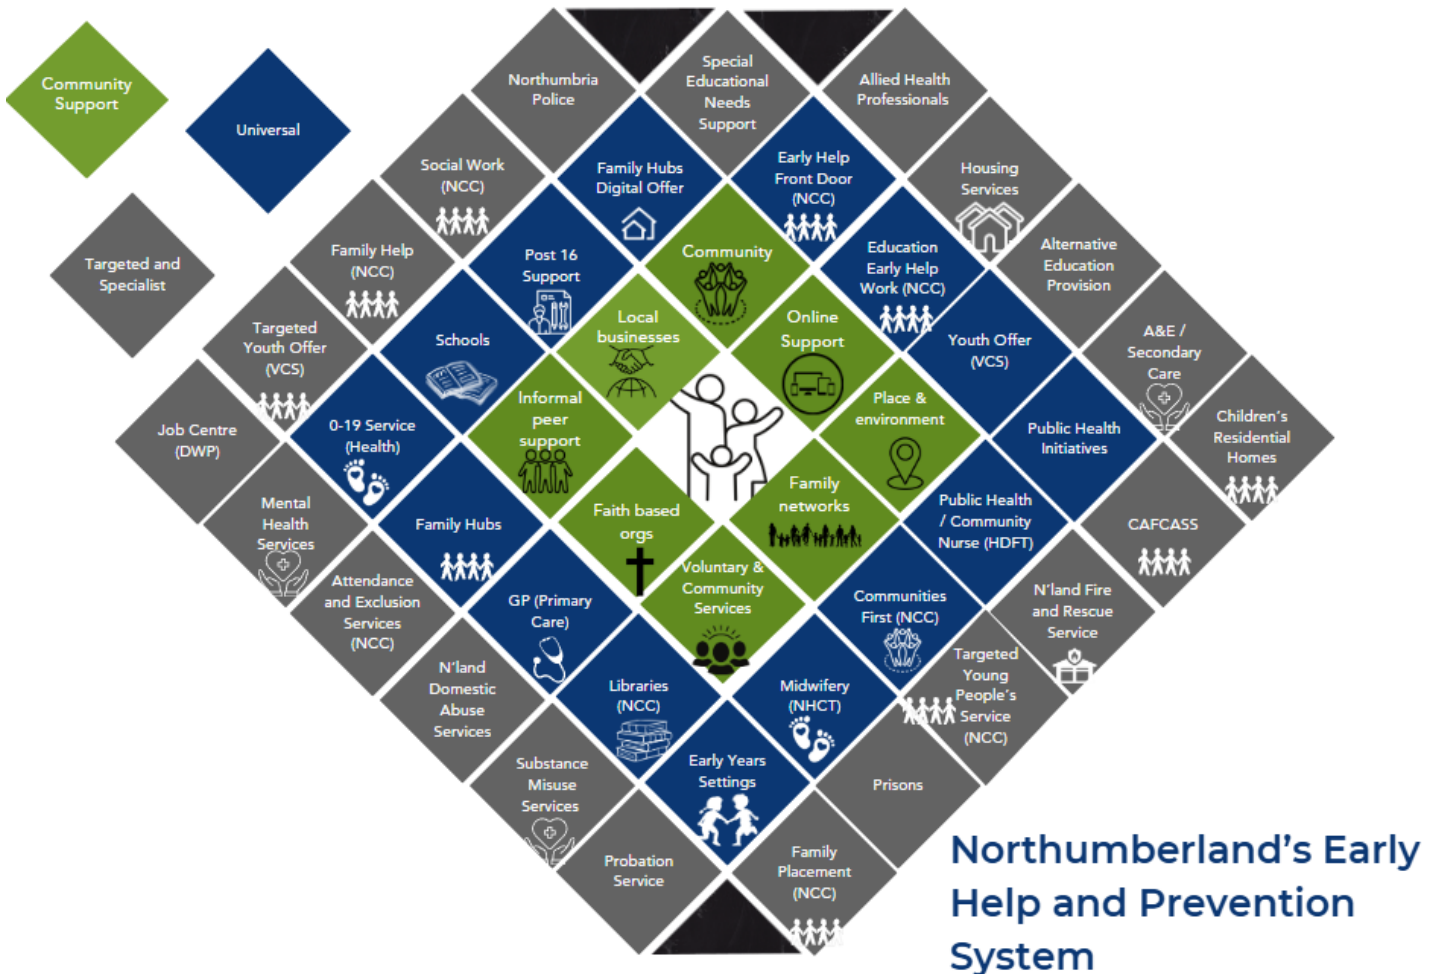 Community
Support
Universal
Targeted and
Specialist
Northumbria
Police
Special
Educational
Needs
Support
Allied Health
Professionals
Social Work
(NCC)
Family Hubs
Digital Offer
Early Help
Front Door
(NCC)
Housing
Services
Family Help
(NCC)
Post 16
Support
Community
Education
Early Help
Work (NCC)
Alternative
Education
Provision
Targeted
Youth Offer
(VCS)
Schools
Local
businesses
Online
Support
Youth Offer
(VCS)
A&E /
Secondary
Care
Job Centre
(DWP)
0-19 Service
(Health)
Informal
peer
support
Place &
environment
Public Health
Initiatives
Children's
Residential
Homes
Mental
Health
Services
Family Hubs
Faith based
orgs
Family
networks
Public Health
/ Community
Nurse (HDFT)
CAFCASS
Attendance
and Exclusion
Services
(NCC)
GP (Primary
Care)
Voluntary &
Community
Services
Communities
First (NCC)
N'land Fire
and Rescue
Service
N'land
Domestic
Abuse
Services
Libraries
(NCC)
Midwifery
(NHCT)
Targeted
Young
People's
Service
(NCC)
Substance
Misuse
Services
Early Years
Settings
Prisons
Probation
Service
Family
Placement
(NCC)
Northumberland's Early
Help and Prevention
System